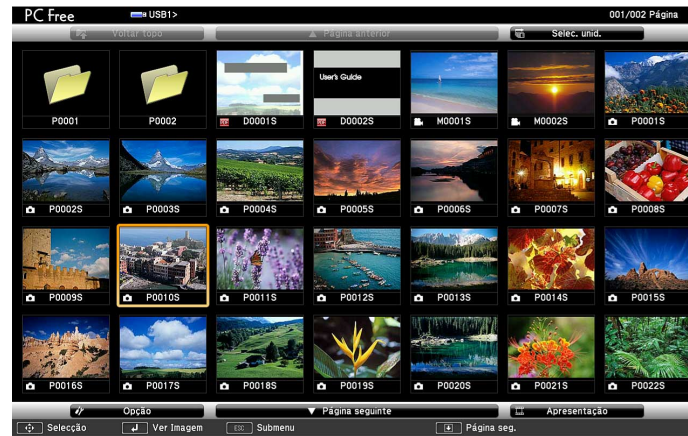 PC Free USB1> 001/002 Página
Voltar topo Página anterior Selec. unid.
User's Guide
P0001 P0002 D0001S D0002S M0001S M0002S P0001S
P0002S P0003S P0004S P0005S P0006S P0007S P0008S
P0009S P0010S P0011S P0012S P0013S P0014S P0015S
P0016S P0017S P0018S P0019S P0020S P0021S P0022S
Opção Página seguinte Apresentação
Selecção Ver Imagem ESC Submenu Página seg.